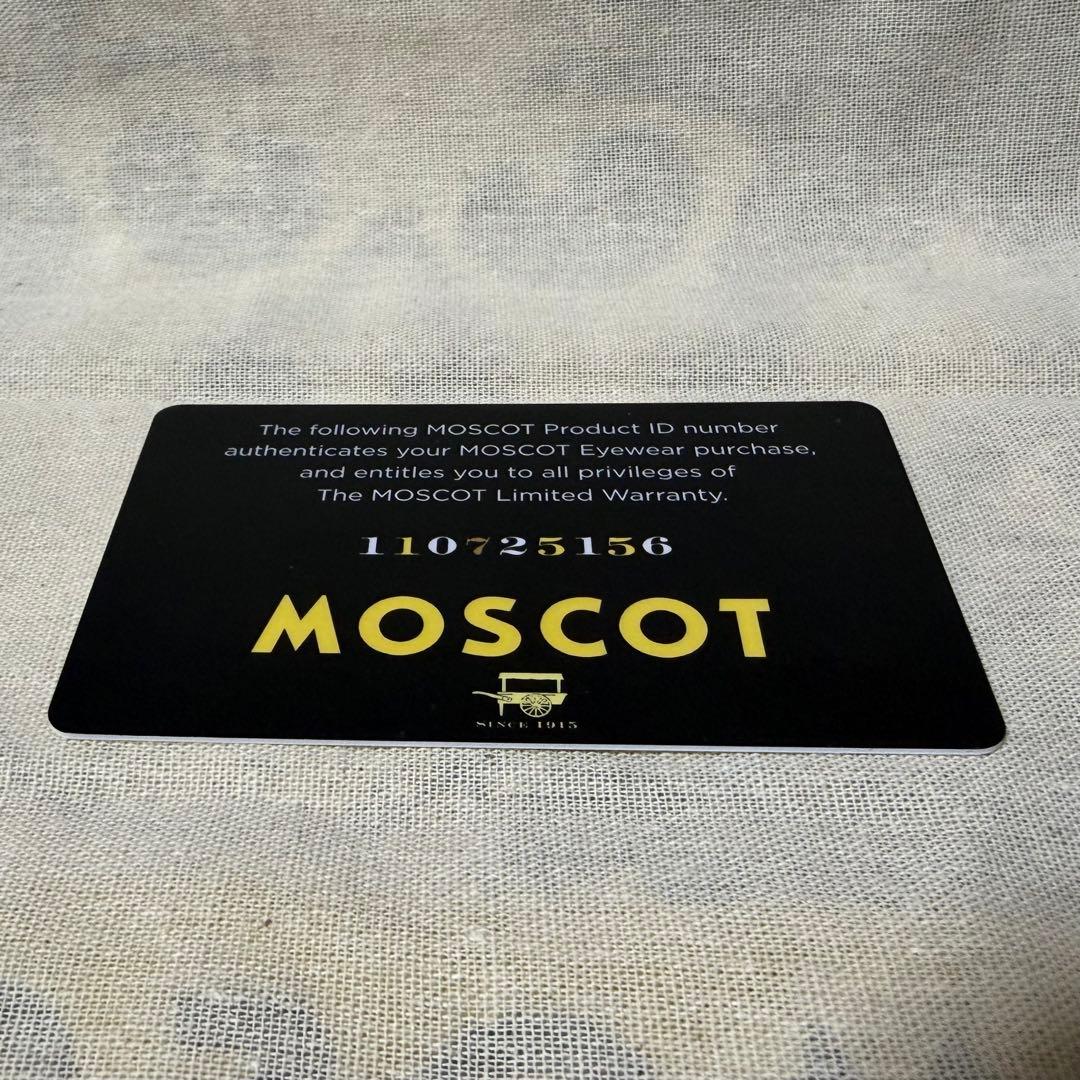 The following MOSCOT Product ID number
authenticates your MOSCOT Eyewear purchase,
and entitles you to all privileges of
The MOSCOT Limited Warranty.
110725156
MOSCOT
SINCE 1915